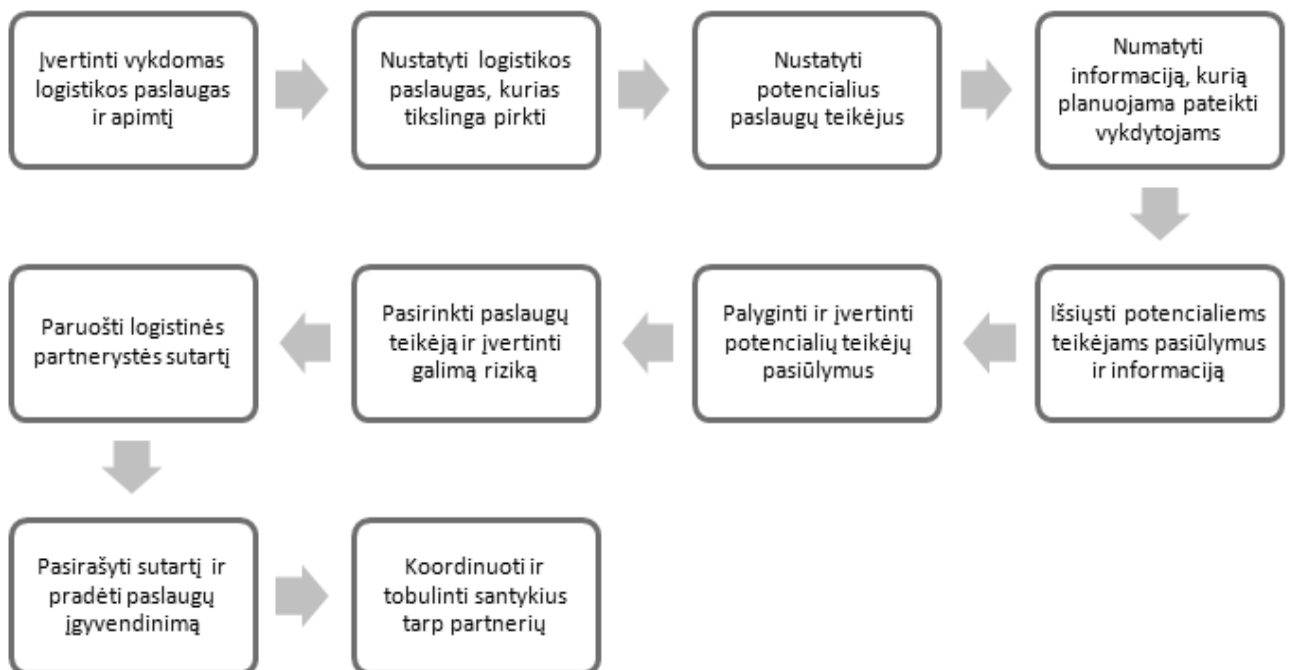 Įvertinti vykdomas
logistikos paslaugas
ir apimtį
Nustatyti logistikos
paslaugas, kurias
tikslinga pirkti
Nustatyti
potencialius
paslaugų teikėjus
Numatyti
informaciją, kurią
planuojama pateikti
vykdytojams
Išsiųsti potencialiems
teikėjams pasiūlymus
ir informaciją
Palyginti ir įvertinti
potencialių teikėjų
pasiūlymus
Pasirinkti paslaugų
teikėją ir įvertinti
galimą riziką
Paruošti logistinės
partnerystės sutartį
Pasirašyti sutartį ir
pradėti paslaugų
įgyvendinimą
Koordinuoti ir
tobulinti santykius
tarp partnerių